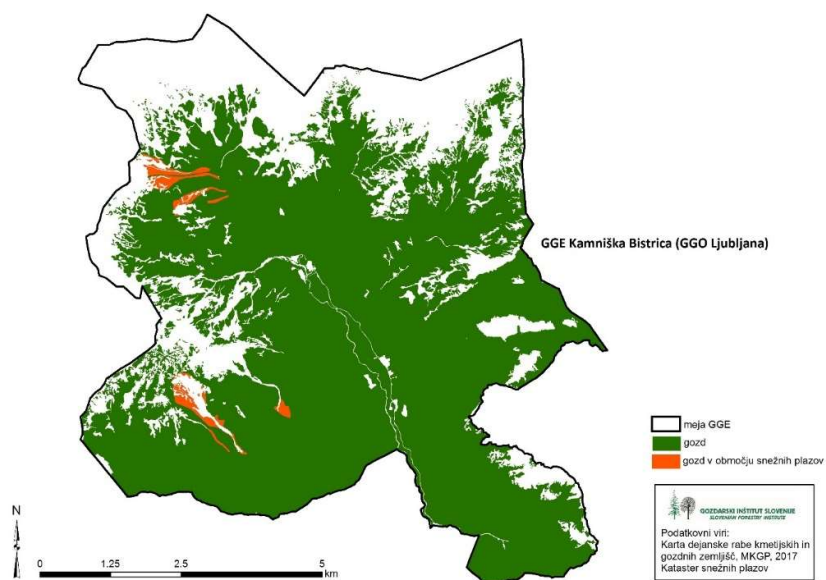 GGE Kamniška Bistrica (GGO Ljubljana)
meja GGE
gozd
gozd v območju snežnih plazov
N
0 1.25 2.5 5
km
GOZDARSKI INŠTITUT SLOVENIJE
SLOVENIAN FORESTRY INSTITUTE
Podatkovni viri:
Karta dejanske rabe kmetijskih in
gozdnih zemljišč, MKGP, 2017
Kataster snežnih plazov